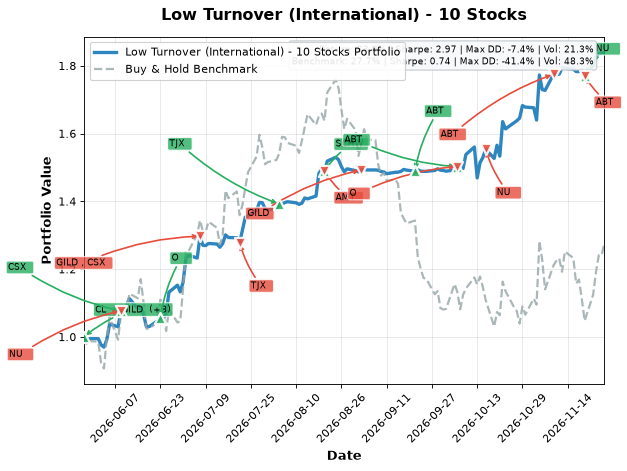 Low Turnover (International) - 10 Stocks
Low Turnover (International) - 10 Stocks Portfolio
Buy & Hold Benchmark
Sharpe: 2.97 | Max DD: -7.4% | Vol: 21.3%
Benchmark: 27.7% | Sharpe: 0.74 | Max DD: -41.4% | Vol: 48.3%
NU
ABT
ABT
TJX
ABT
ABT
NU
GILD
O
GILD , CSX
O
CSX
TJX
CL
(+3)
NU
1.8
1.6
1.4
1.2
1.0
Portfolio Value
2026-06-07
2026-06-23
2026-07-09
2026-07-25
2026-08-10
2026-08-26
2026-09-11
2026-09-27
2026-10-13
2026-10-29
2026-11-14
Date